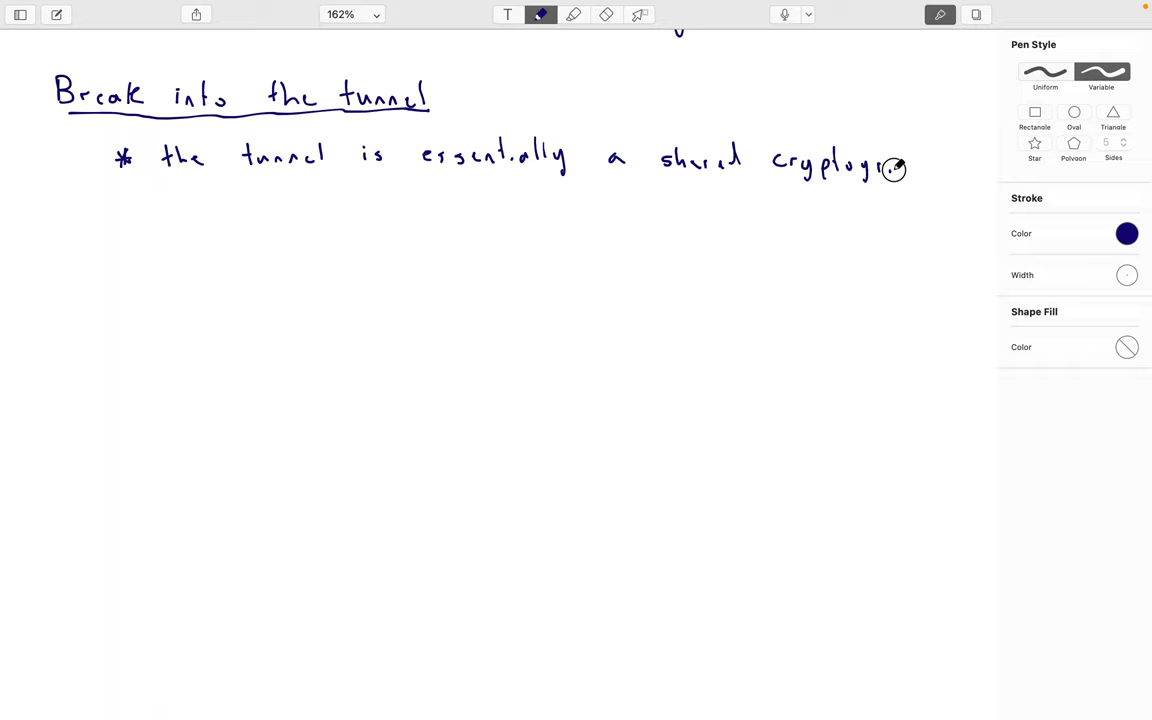 162%
T
Break into the tunnel
* the tunnel is essentially a shared cryptogr
Pen Style
Uniform Variable
Rectangle Oval Triangle
Star Polygon 5 Sides
Stroke
Color
Width
Shape Fill
Color